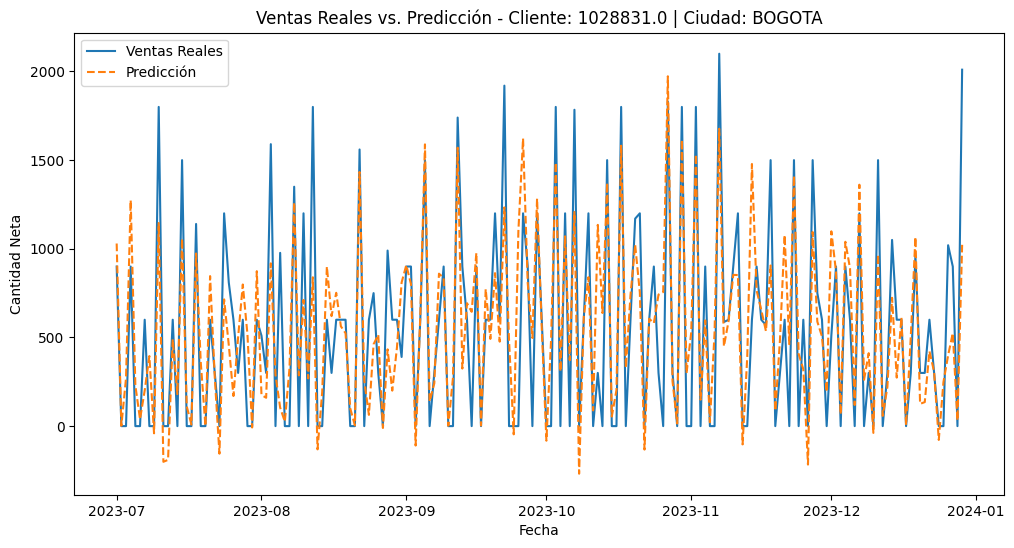 Ventas Reales vs. Predicción - Cliente: 1028831.0 | Ciudad: BOGOTA
Ventas Reales
Predicción
Cantidad Neta
2000
1500
1000
500
0
2023-07
2023-08
2023-09
2023-10
2023-11
2023-12
2024-01
Fecha